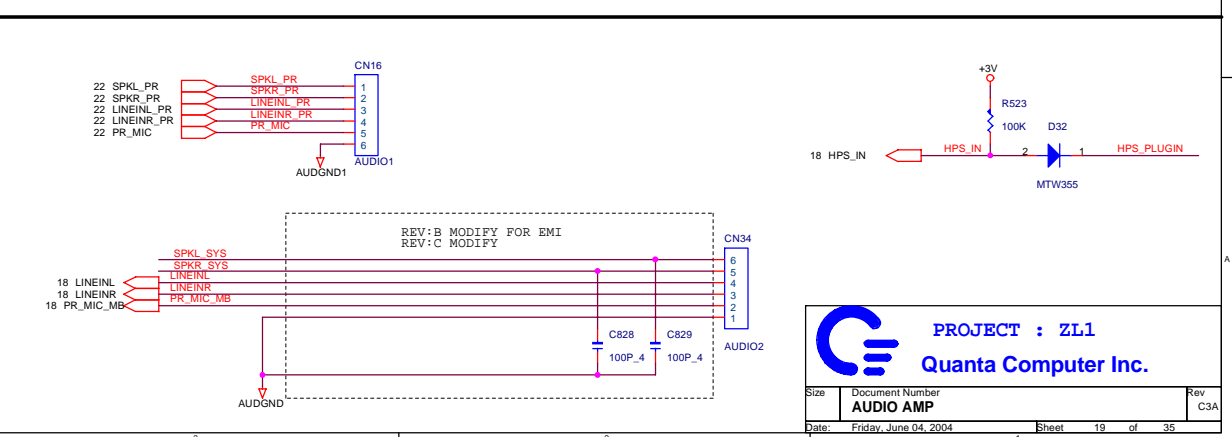 CN16
22 SPKL_PR SPKL_PR 1
22 SPKR_PR SPKR_PR 2
22 LINEINL_PR LINEINL_PR 3
22 LINEINR_PR LINEINR_PR 4
22 PR_MIC PR_MIC 5
6
AUDIO1
AUDGND1
+3V
R523
100K
D32
18 HPS_IN HPS_IN 2 1 HPS_PLUGIN
MTW355
REV:B MODIFY FOR EMI
REV:C MODIFY
CN34
SPKL_SYS 6
SPKR_SYS 5
18 LINEINL LINEINL 4
18 LINEINR LINEINR 3
18 PR_MIC_MB PR_MIC_MB 2
1
C828 C829
100P_4 100P_4
AUDIO2
AUDGND
A
PROJECT : ZL1
Quanta Computer Inc.
Size Document Number Rev
AUDIO AMP C3A
Date: Friday, June 04, 2004 Sheet 19 of 35